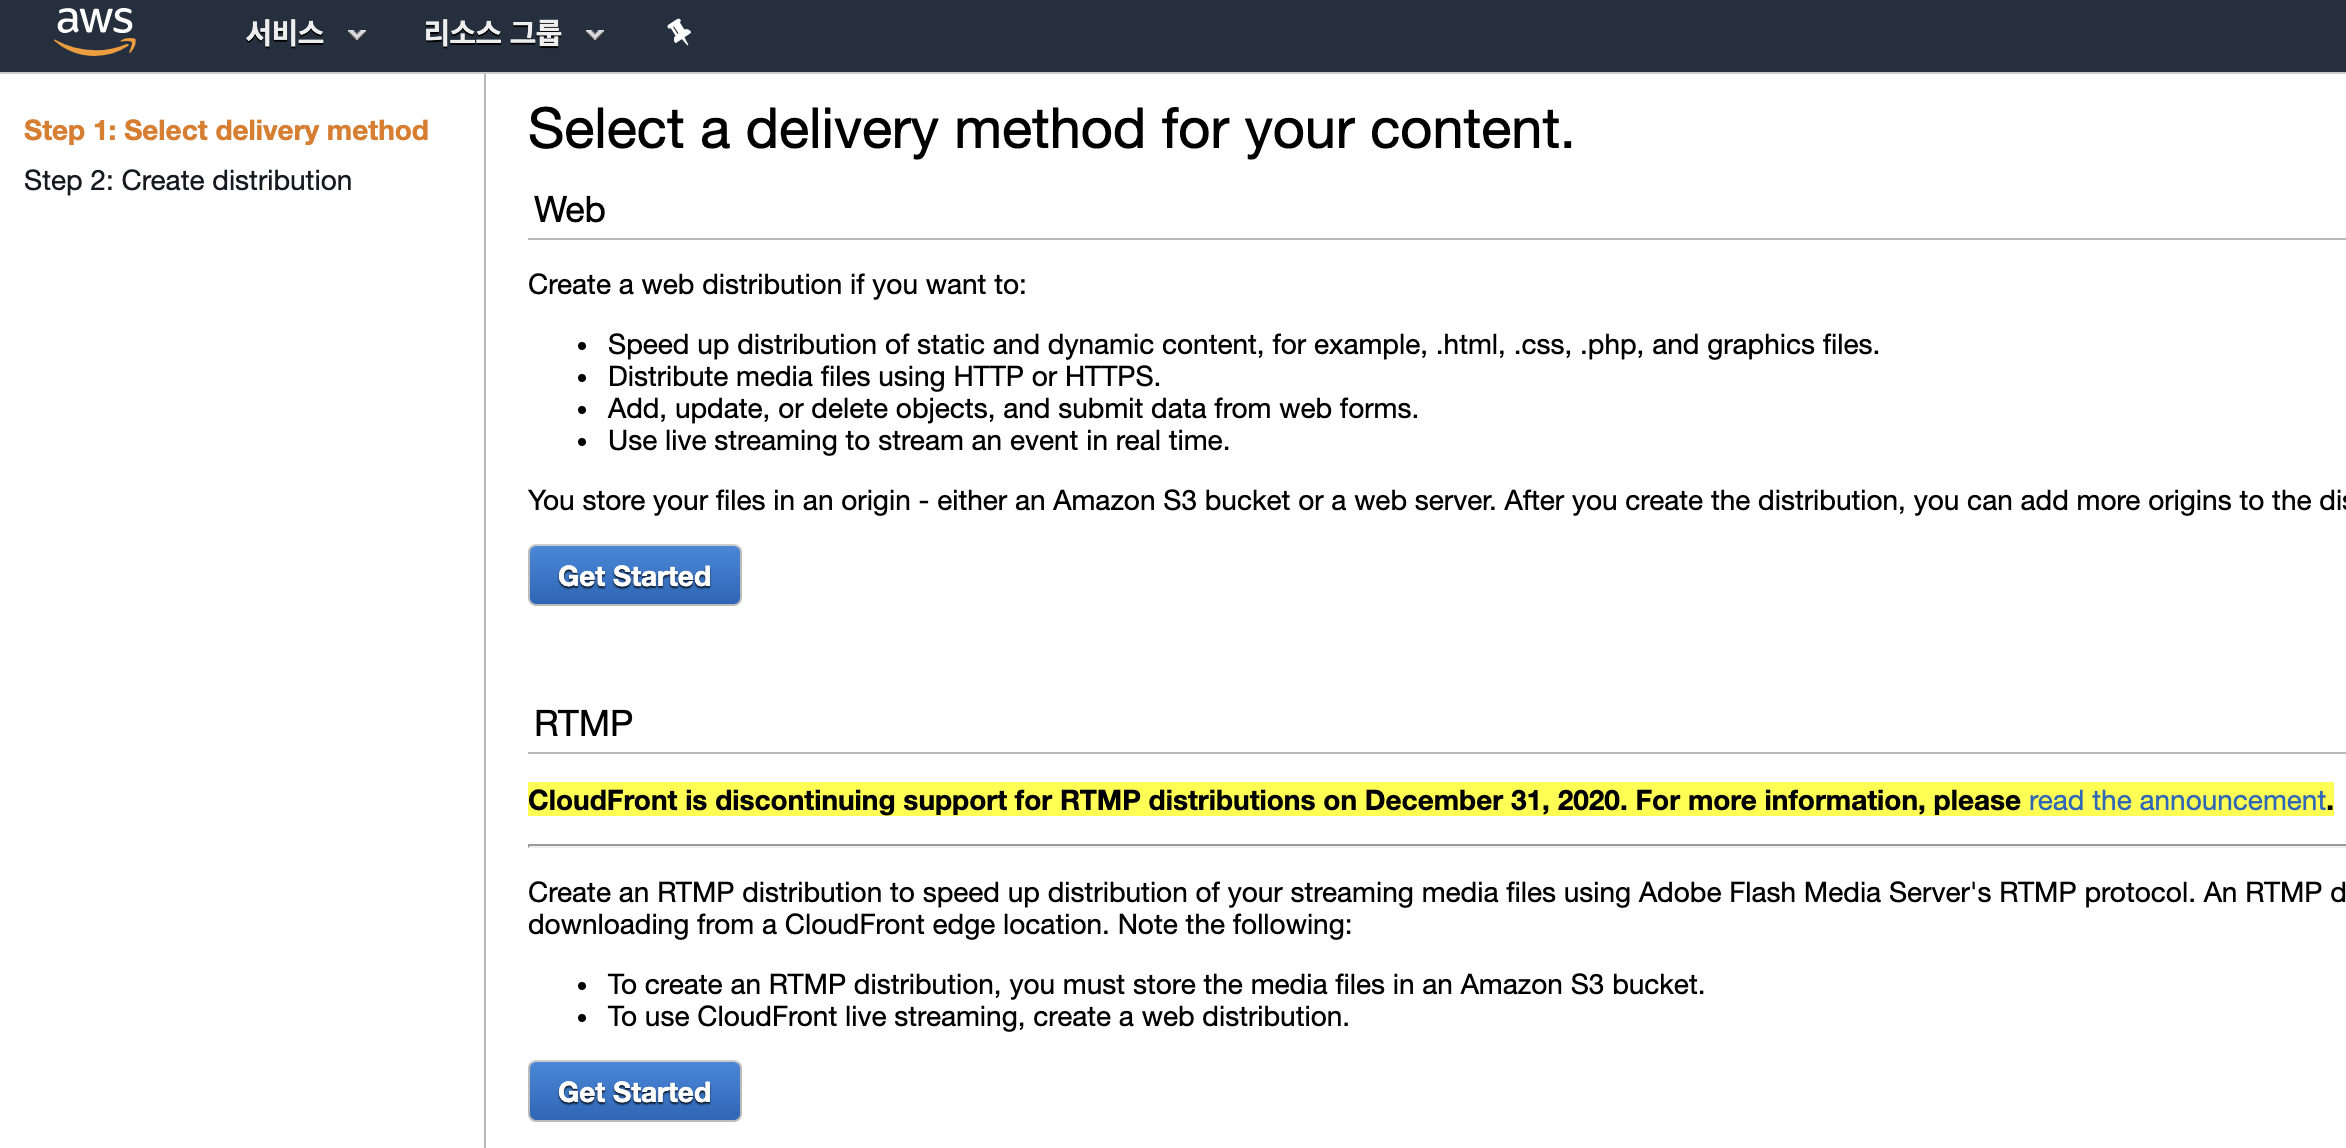 aws
서비스
리소스 그룹
Step 1: Select delivery method
Step 2: Create distribution
Select a delivery method for your content.
Web
Create a web distribution if you want to:
Speed up distribution of static and dynamic content, for example, .html, .css, .php, and graphics files.
Distribute media files using HTTP or HTTPS.
Add, update, or delete objects, and submit data from web forms.
Use live streaming to stream an event in real time.
You store your files in an origin - either an Amazon S3 bucket or a web server. After you create the distribution, you can add more origins to the
Get Started
RTMP
CloudFront is discontinuing support for RTMP distributions on December 31, 2020. For more information, please read the announcement.
Create an RTMP distribution to speed up distribution of your streaming media files using Adobe Flash Media Server's RTMP protocol. An RTMP
downloading from a CloudFront edge location. Note the following:
To create an RTMP distribution, you must store the media files in an Amazon S3 bucket.
To use CloudFront live streaming, create a web distribution.
Get Started